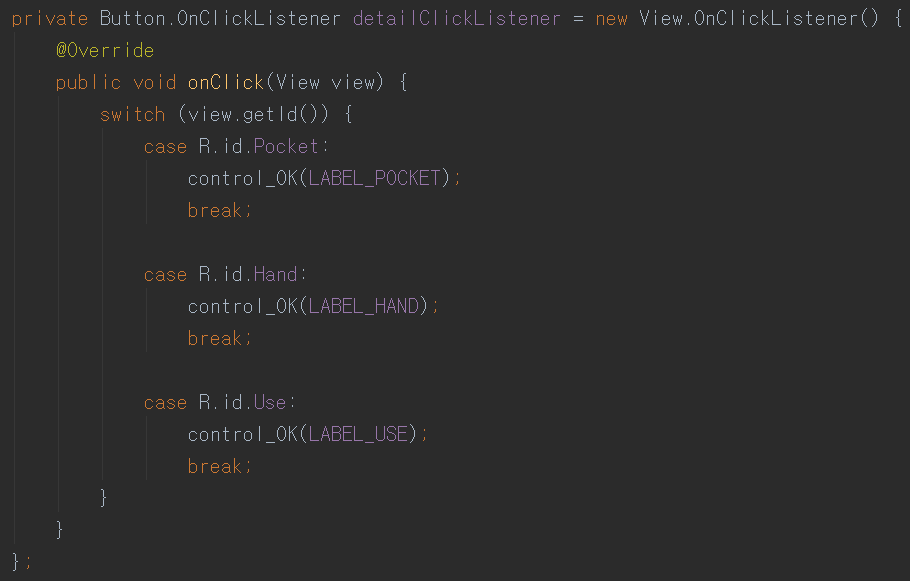 private Button.OnClickListener detailClickListener = new View.OnClickListener() {
    @Override
    public void onClick(View view) {
        switch (view.getId()) {
            case R.id.Pocket:
                control_OK(LABEL_POCKET);
                break;

            case R.id.Hand:
                control_OK(LABEL_HAND);
                break;

            case R.id.Use:
                control_OK(LABEL_USE);
                break;
        }
    }
};